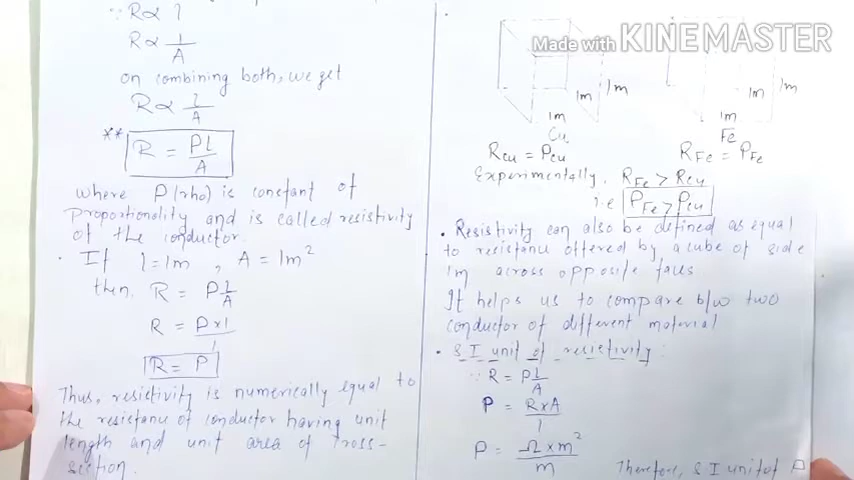 ∵ R ∝ l
R ∝ 1/A
on combining both, we get
R ∝ l/A
** R = ρL/A
where ρ(rho) is constant of
proportionality and is called resistivity
of the conductor.
. If l = 1m , A = 1m²
then, R = ρl/A
R = ρ×1/1
R = ρ
Thus, resistivity is numerically equal to
the resistance of conductor having unit
length and unit area of cross-
section.
Made with KINEMASTER
1m 1m 1m 1m
1m 1m
Cu Fe
Rcu = ρcu RFe = ρFe
Experimentally, RFe > Rcu
i.e ρFe > ρcu
• Resistivity can also be defined as equal
to resistance offered by a cube of side
1m across opposite faces
It helps us to compare b/w two
conductor of different material
• S I unit of resistivity:
∵ R = ρl/A
ρ = R×A/l
ρ = Ω×m²/m
Therefore, S I unit of ρ